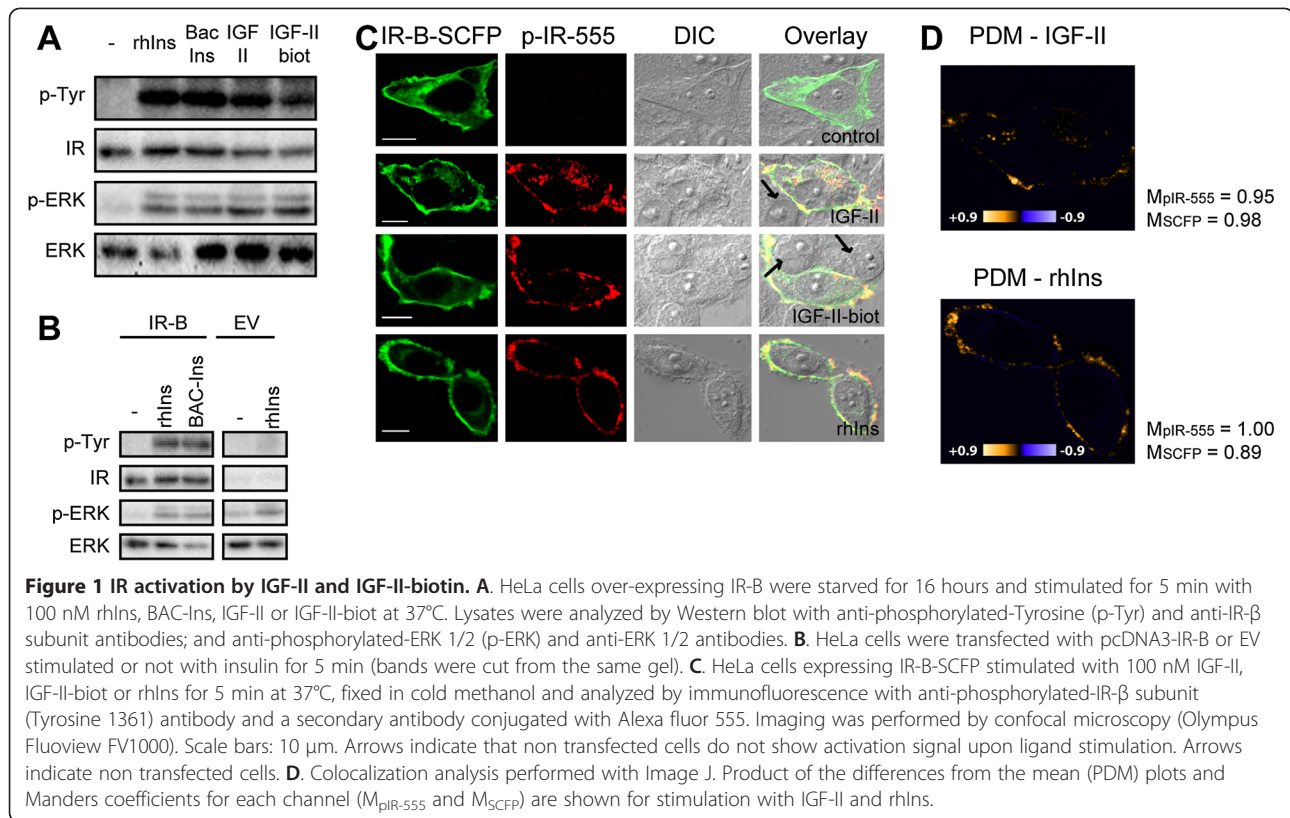 A
- rhIns Bac Ins IGF II IGF-II biot
p-Tyr
IR
p-ERK
ERK
B
IR-B EV
- rhIns BAC-Ins - rhIns
p-Tyr
IR
p-ERK
ERK
C
IR-B-SCFP p-IR-555 DIC Overlay
control
IGF-II
IGF-II-biot
rhIns
D
PDM - IGF-II
+0.9 -0.9
MpIR-555 = 0.95
MSCFP = 0.98
PDM - rhIns
+0.9 -0.9
MpIR-555 = 1.00
MSCFP = 0.89
Figure 1 IR activation by IGF-II and IGF-II-biotin. A. HeLa cells over-expressing IR-B were starved for 16 hours and stimulated for 5 min with
100 nM rhIns, BAC-Ins, IGF-II or IGF-II-biot at 37°C. Lysates were analyzed by Western blot with anti-phosphorylated-Tyrosine (p-Tyr) and anti-IR-β
subunit antibodies; and anti-phosphorylated-ERK 1/2 (p-ERK) and anti-ERK 1/2 antibodies. B. HeLa cells were transfected with pcDNA3-IR-B or EV
stimulated or not with insulin for 5 min (bands were cut from the same gel). C. HeLa cells expressing IR-B-SCFP stimulated with 100 nM IGF-II,
IGF-II-biot or rhIns for 5 min at 37°C, fixed in cold methanol and analyzed by immunofluorescence with anti-phosphorylated-IR-β subunit
(Tyrosine 1361) antibody and a secondary antibody conjugated with Alexa fluor 555. Imaging was performed by confocal microscopy (Olympus
Fluoview FV1000). Scale bars: 10 μm. Arrows indicate that non transfected cells do not show activation signal upon ligand stimulation. Arrows
indicate non transfected cells. D. Colocalization analysis performed with Image J. Product of the differences from the mean (PDM) plots and
Manders coefficients for each channel (MpIR-555 and MSCFP) are shown for stimulation with IGF-II and rhIns.